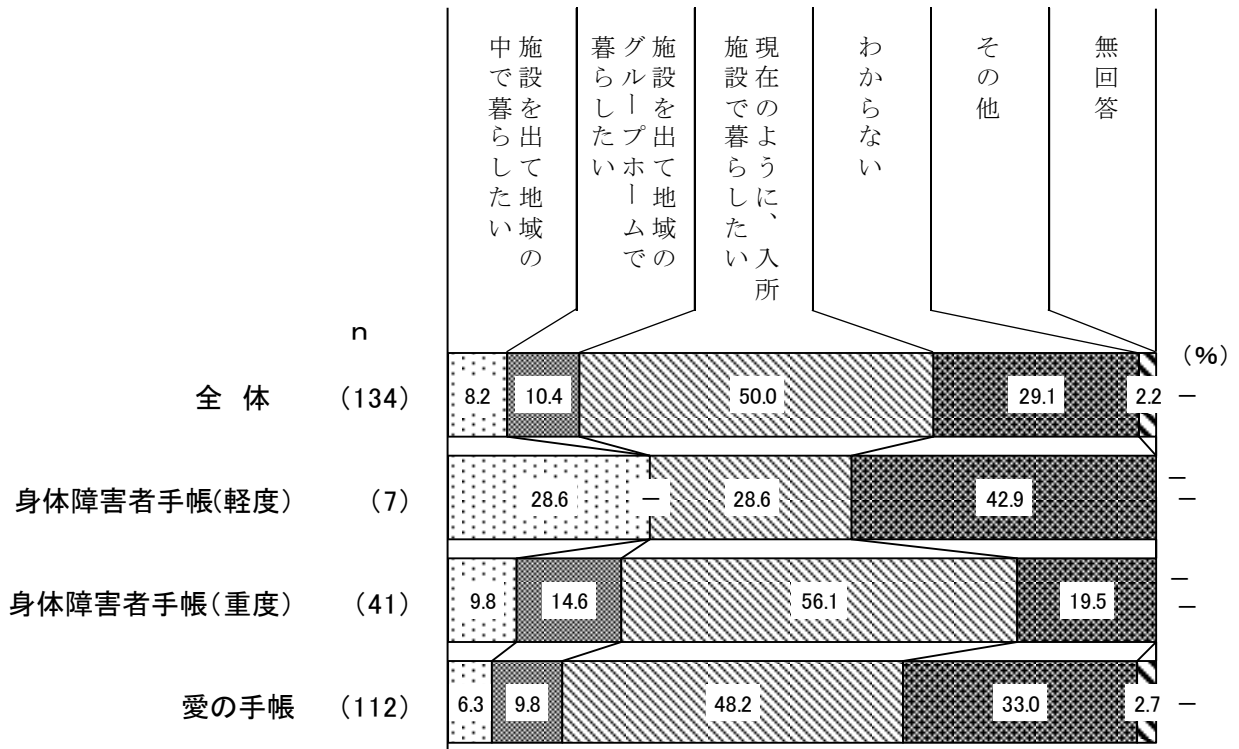 施設を出て地域の
中で暮らしたい
施設を出て地域の
グループホームで
暮らしたい
現在のように、入所
施設で暮らしたい
わからない
その他
無回答
n
(%)
全 体 (134) 8.2 10.4 50.0 29.1 2.2 －
身体障害者手帳(軽度) (7) 28.6 － 28.6 42.9 － －
身体障害者手帳(重度) (41) 9.8 14.6 56.1 19.5 － －
愛の手帳 (112) 6.3 9.8 48.2 33.0 2.7 －